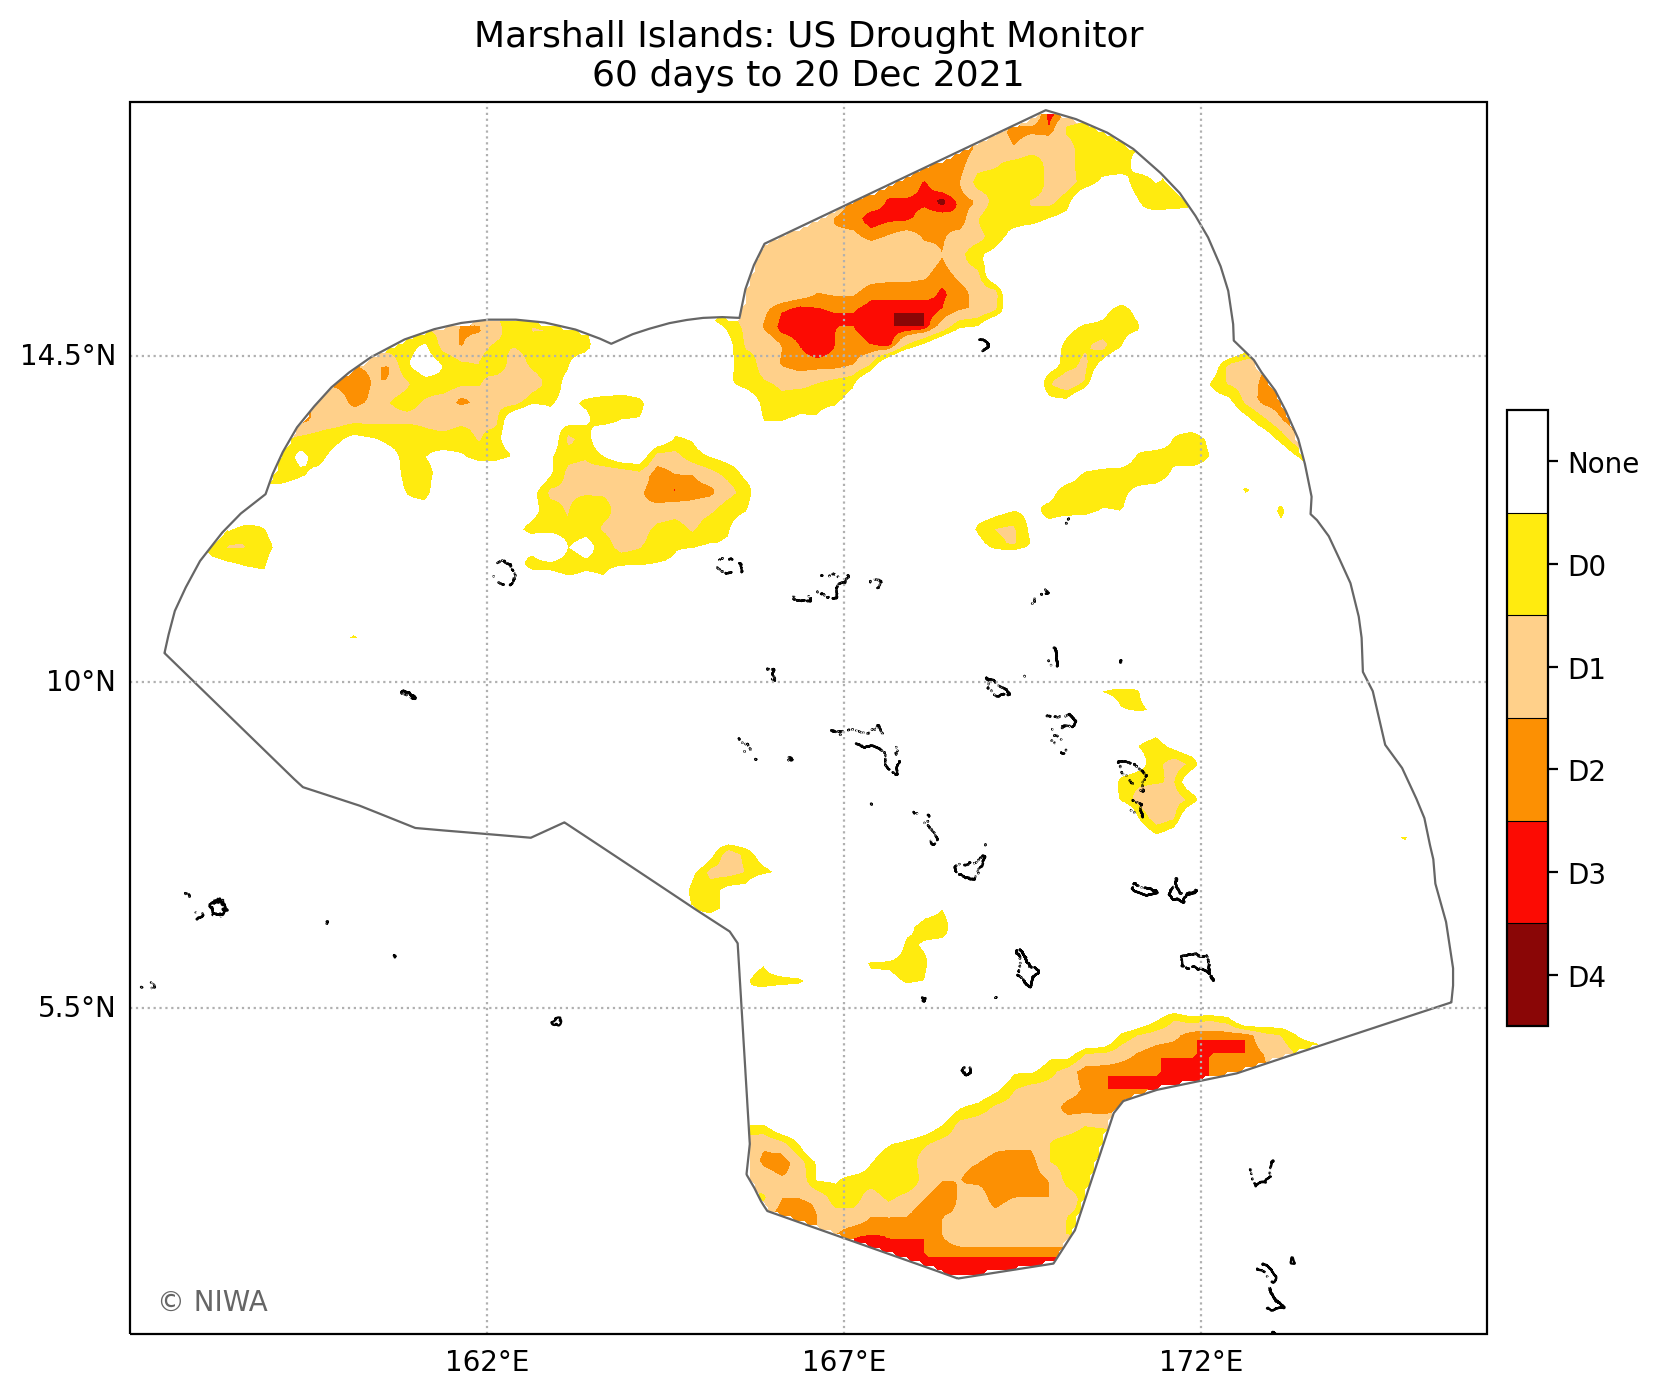 Marshall Islands: US Drought Monitor
60 days to 20 Dec 2021
14.5°N
10°N
5.5°N
162°E
167°E
172°E
None
D0
D1
D2
D3
D4
© NIWA